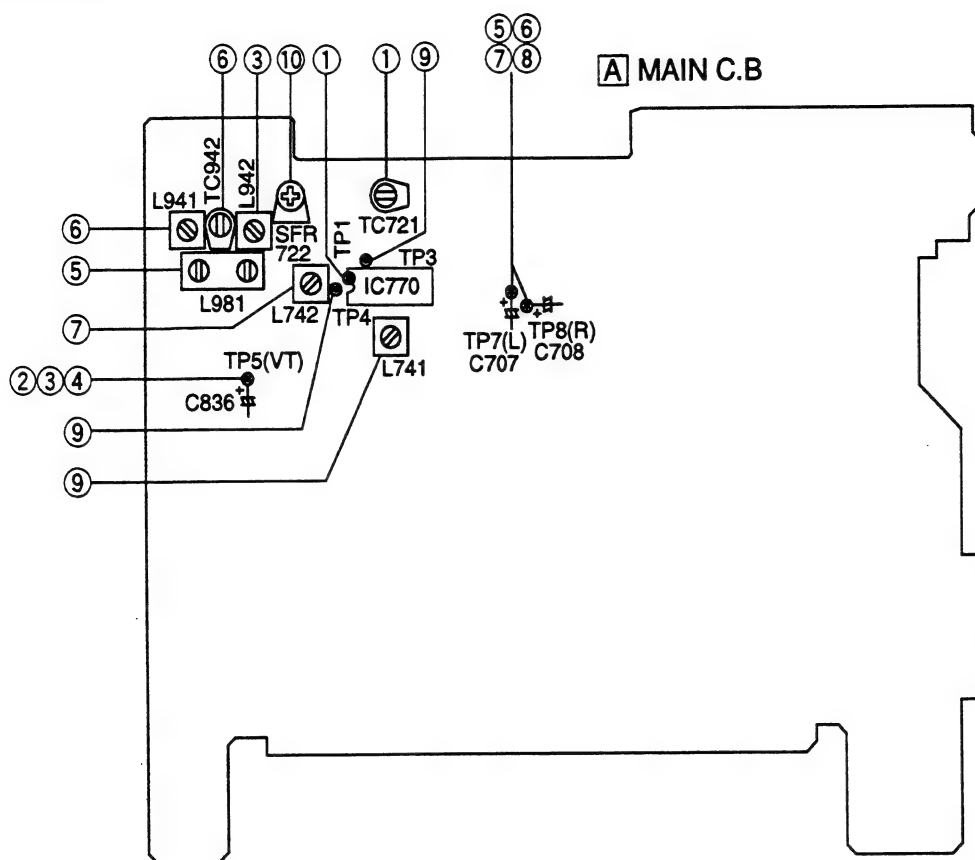 ⑤⑥
⑥ ③ ⑩ ① ① ⑨ ⑦⑧
A MAIN C.B
TC942
L942
L941
⑥
SFR
722
TC721
TP1
TP3
⑤
L981
IC770
L742
TP4
⑦
L741
TP7(L)
C707
TP8(R)
C708
TP5(VT)
②③④
C836
⑨
⑨